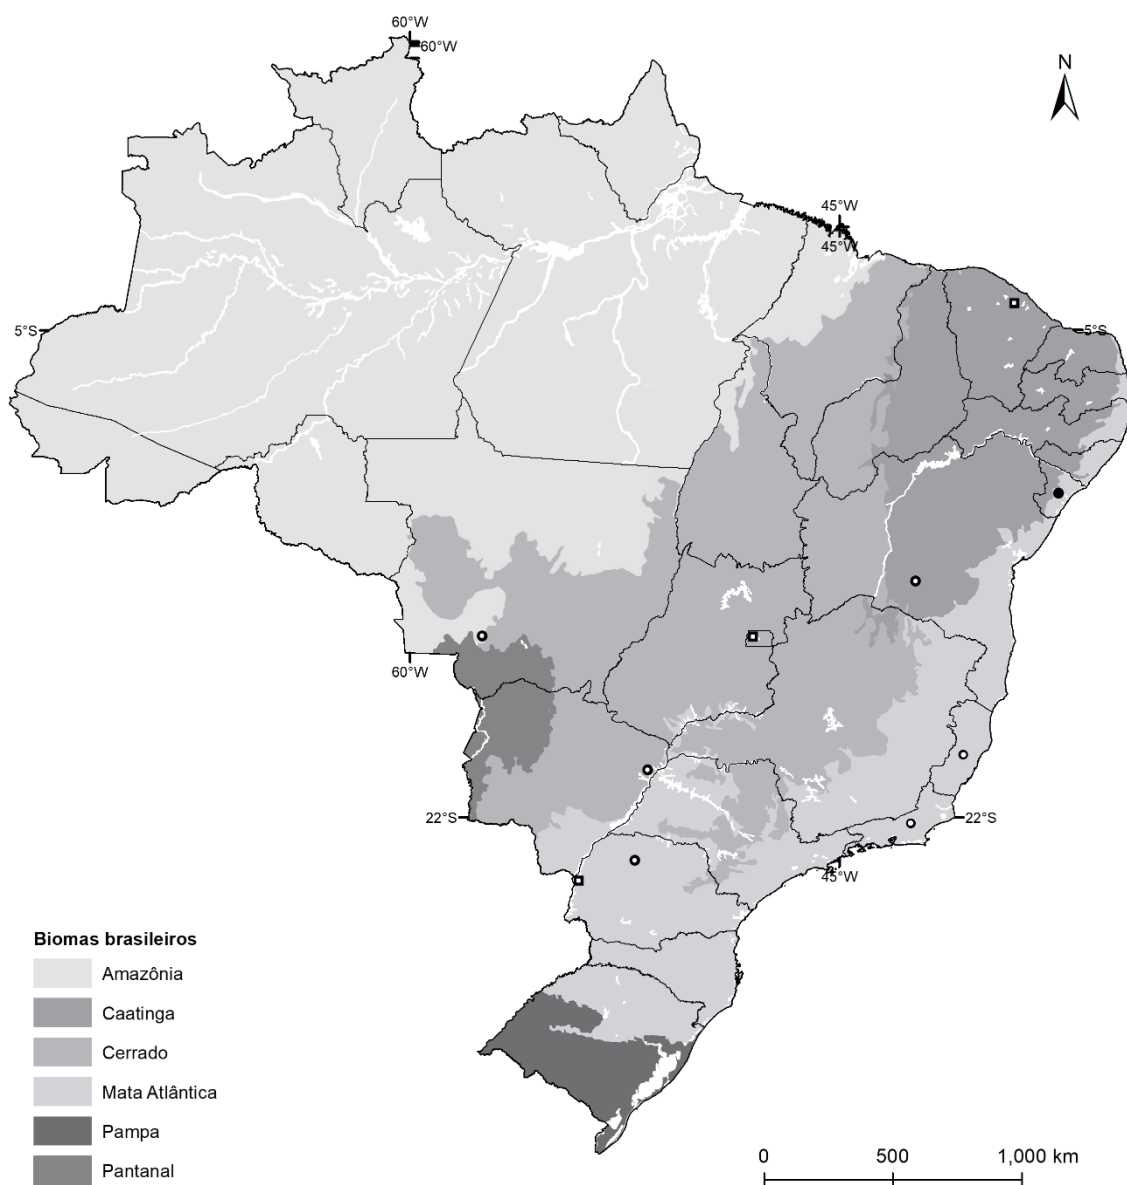 60°W
60°W
N
45°W
45°W
5°S
5°S
60°W
22°S
22°S
45°W
Biomas brasileiros
Amazônia
Caatinga
Cerrado
Mata Atlântica
Pampa
Pantanal
0 500 1,000 km